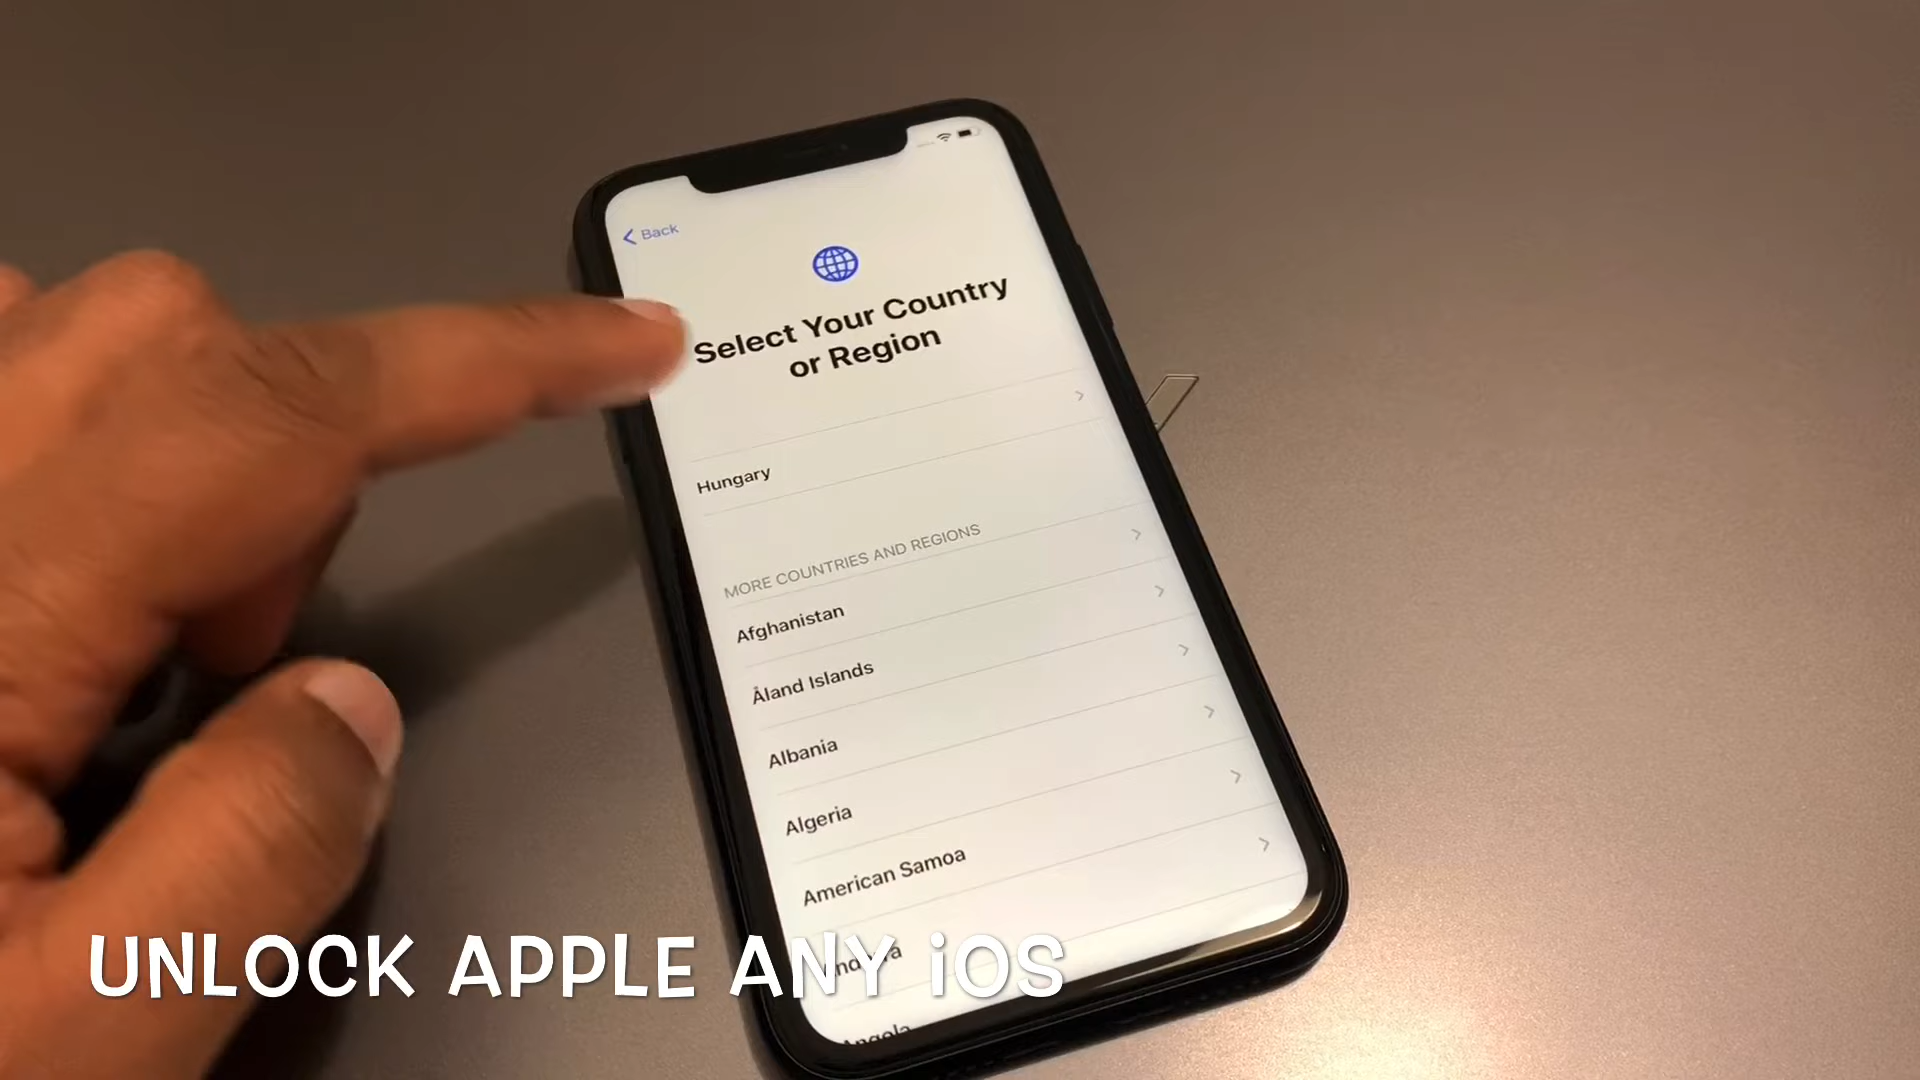 Back
Select Your Country
or Region
Hungary
MORE COUNTRIES AND REGIONS
Afghanistan
Åland Islands
Albania
Algeria
American Samoa
Angola
UNLOCK APPLE ANY iOS